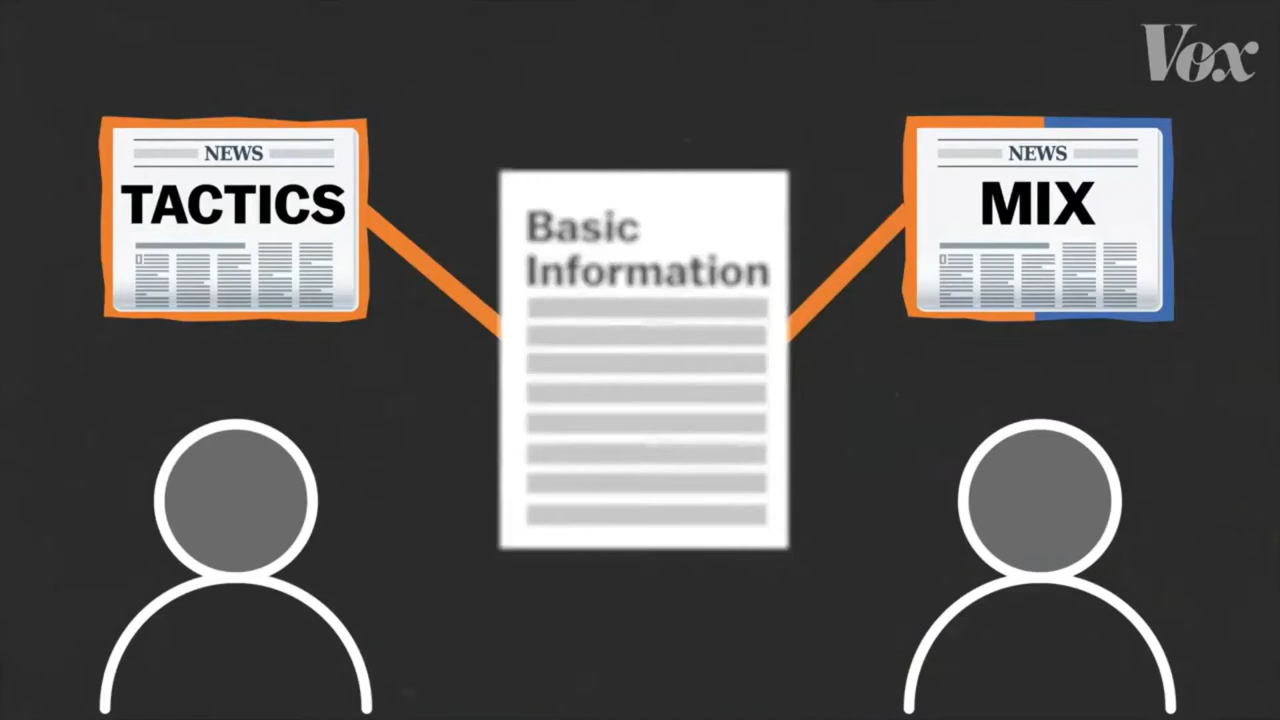 Vox
NEWS
TACTICS
NEWS
MIX
Basic
Information